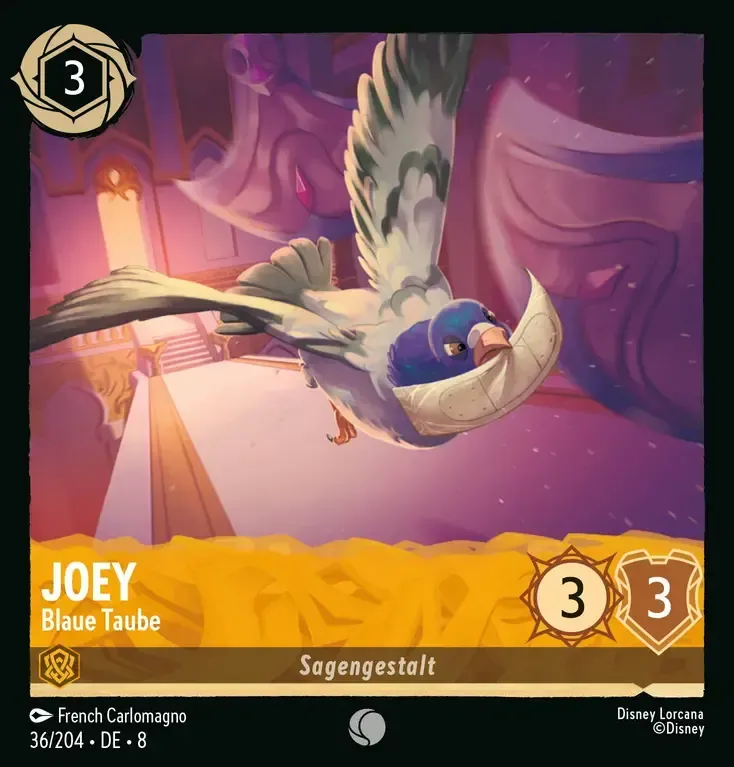 3
JOEY
Blaue Taube
3
3
Sagengestalt
French Carlomagno
36/204 • DE • 8
Disney Lorcana
©Disney